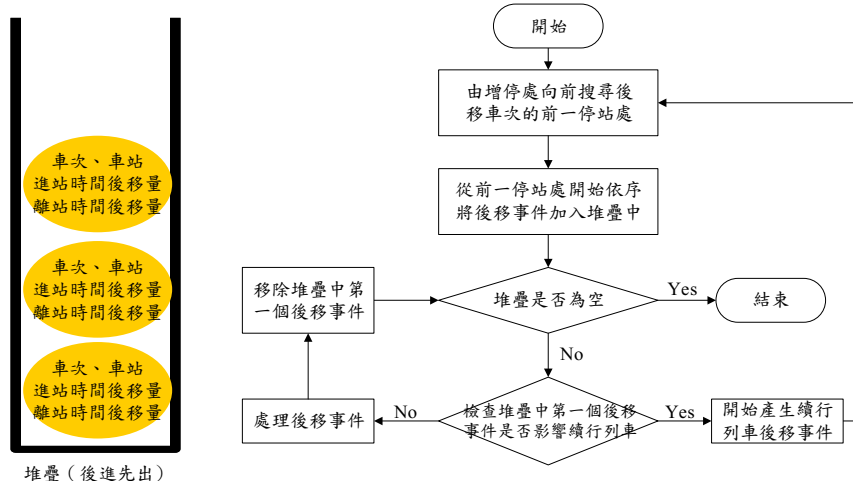 車次、車站
進站時間後移量
離站時間後移量
車次、車站
進站時間後移量
離站時間後移量
車次、車站
進站時間後移量
離站時間後移量
堆疊（後進先出）
開始
由增停處向前搜尋後
移車次的前一停站處
從前一停站處開始依序
將後移事件加入堆疊中
堆疊是否為空
Yes
結束
No
檢查堆疊中第一個後移
事件是否影響續行列車
Yes
開始產生續行
列車後移事件
No
處理後移事件
移除堆疊中第
一個後移事件